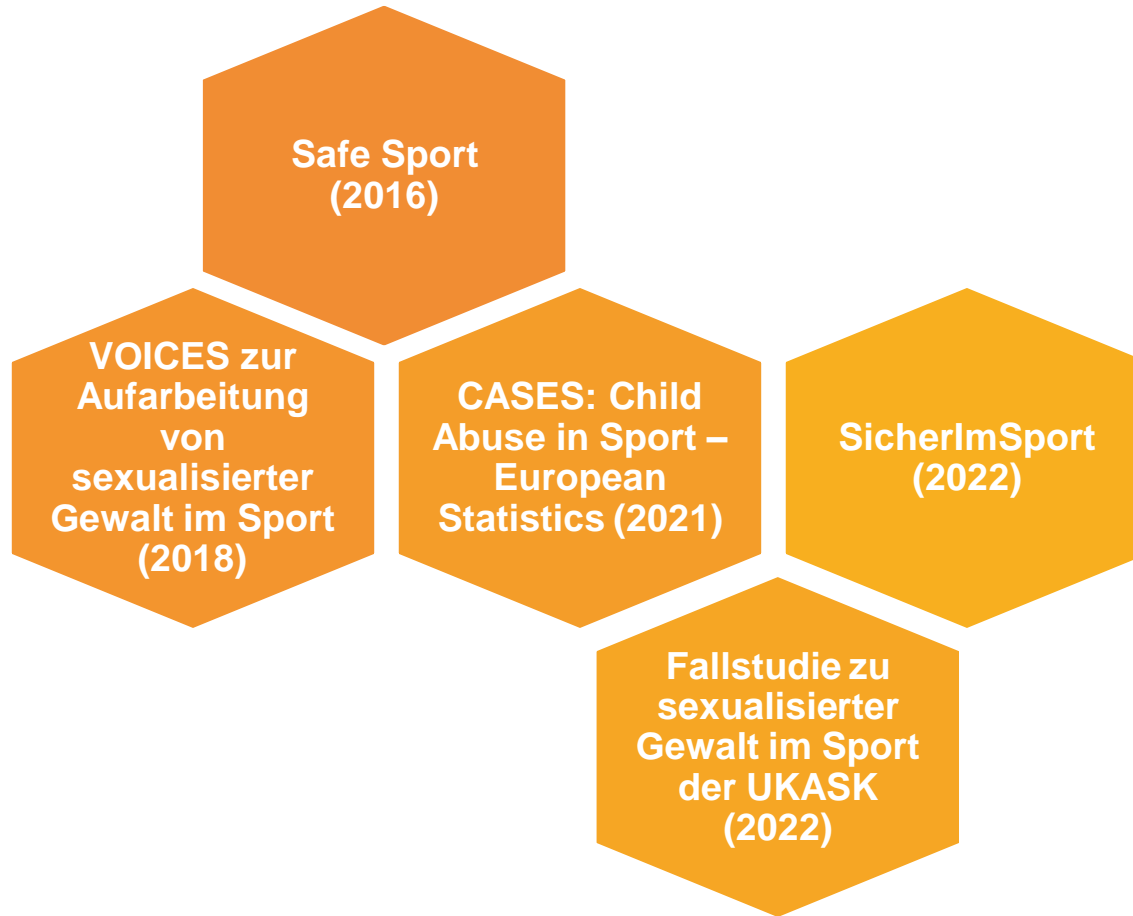 Safe Sport
(2016)
VOICES zur
Aufarbeitung
von
sexualisierter
Gewalt im Sport
(2018)
CASES: Child
Abuse in Sport –
European
Statistics (2021)
SicherImSport
(2022)
Fallstudie zu
sexualisierter
Gewalt im Sport
der UKASK
(2022)